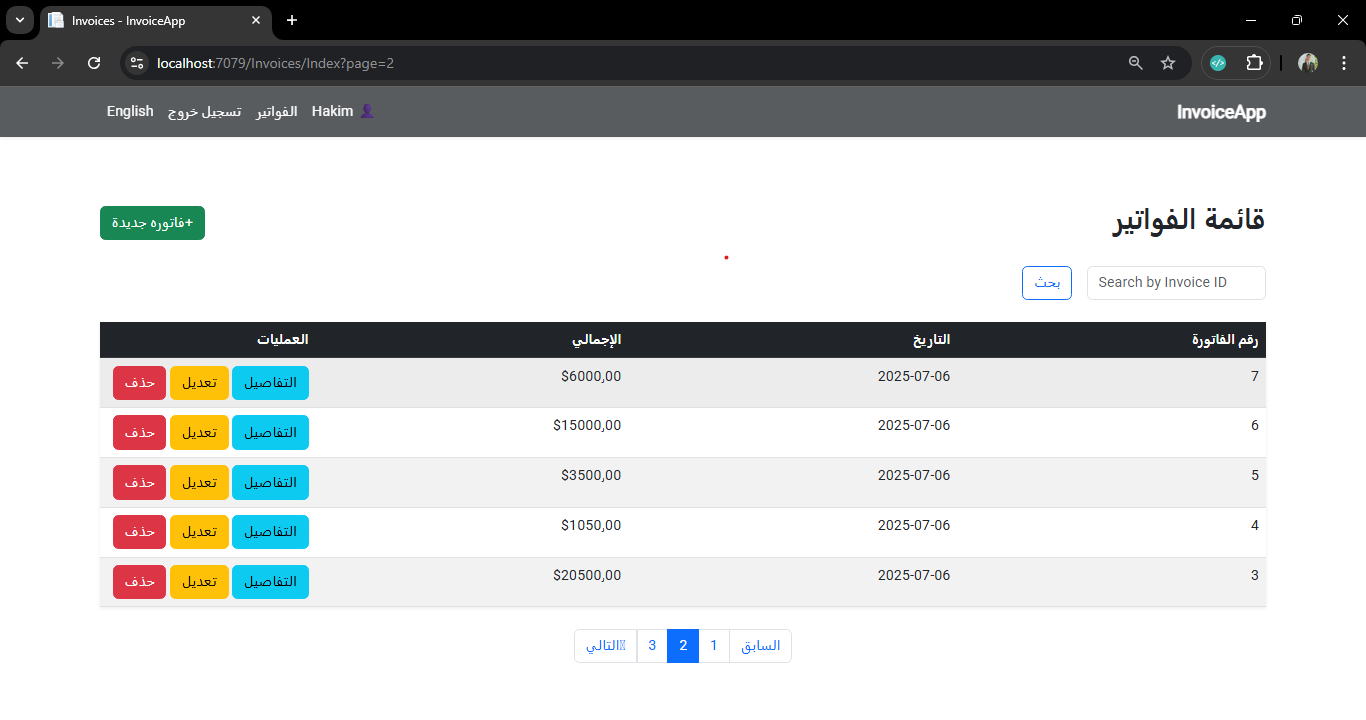 Invoices - InvoiceApp
localhost:7079/Invoices/Index?page=2
InvoiceApp
Hakim الفواتير تسجيل خروج English
قائمة الفواتير
+فاتوره جديدة
Search by Invoice ID بحث
رقم الفاتورة التاريخ الإجمالي العمليات
7 2025-07-06 $6000,00 التفاصيل تعديل حذف
6 2025-07-06 $15000,00 التفاصيل تعديل حذف
5 2025-07-06 $3500,00 التفاصيل تعديل حذف
4 2025-07-06 $1050,00 التفاصيل تعديل حذف
3 2025-07-06 $20500,00 التفاصيل تعديل حذف
السابق 1 2 3 التالي